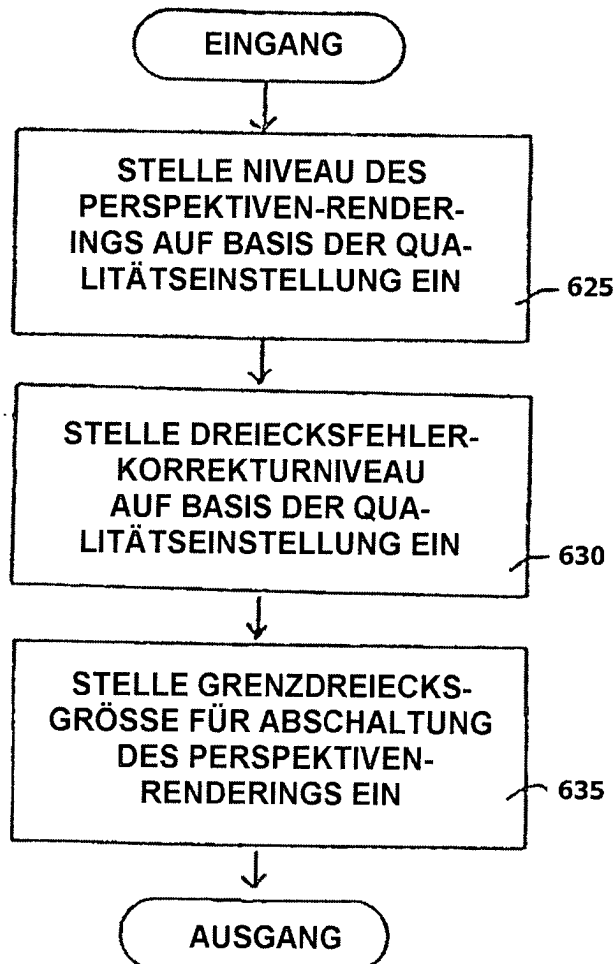 EINGANG
STELLE NIVEAU DES
PERSPEKTIVEN-RENDER-
INGS AUF BASIS DER QUA-
LITÄTSEINSTELLUNG EIN
625
STELLE DREIECKSFEHLER-
KORREKTURNIVEAU
AUF BASIS DER QUA-
LITÄTSEINSTELLUNG EIN
630
STELLE GRENZDREIECKS-
GRÖSSE FÜR ABSCHALTUNG
DES PERSPEKTIVEN-
RENDERINGS EIN
635
AUSGANG